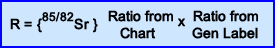 R = {85/82Sr } Ratio from x Ratio from
Chart Gen Label